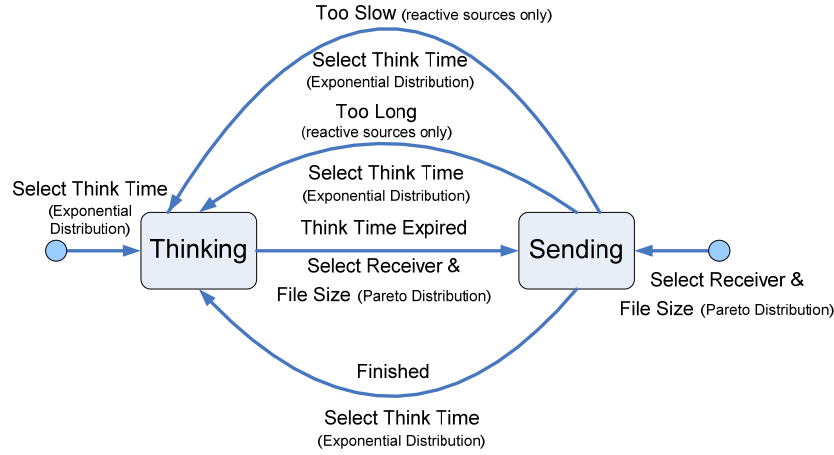 Too Slow (reactive sources only)
Select Think Time
(Exponential Distribution)
Too Long
(reactive sources only)
Select Think Time
(Exponential Distribution)
Select Think Time
(Exponential
Distribution)
Thinking
Think Time Expired
Select Receiver &
File Size (Pareto Distribution)
Sending
Select Receiver &
File Size (Pareto Distribution)
Finished
Select Think Time
(Exponential Distribution)